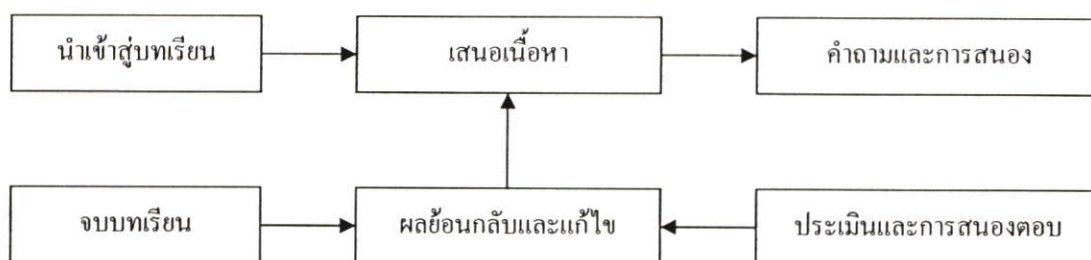 นำเข้าสู่บทเรียน
เสนอเนื้อหา
คำถามและการสนอง
จบบทเรียน
ผลย้อนกลับและแก้ไข
ประเมินและการสนองตอบ